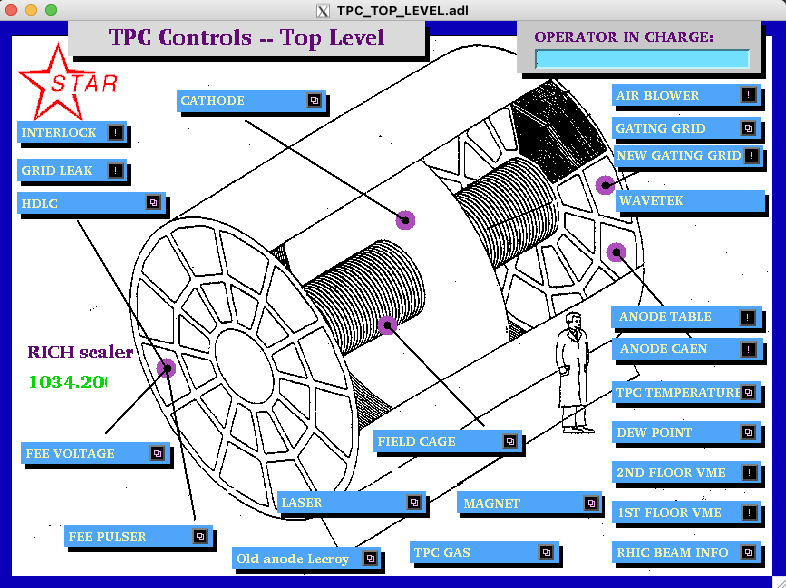 TPC_TOP_LEVEL.adl
TPC Controls -- Top Level
OPERATOR IN CHARGE:
STAR
CATHODE
AIR BLOWER
INTERLOCK
GATING GRID
GRID LEAK
NEW GATING GRID
HDLC
WAVETEK
ANODE TABLE
RICH scaler
ANODE CAEN
1034.20
TPC TEMPERATURE
FEE VOLTAGE
FIELD CAGE
DEW POINT
2ND FLOOR VME
LASER
MAGNET
1ST FLOOR VME
FEE PULSER
Old anode Lecroy
TPC GAS
RHIC BEAM INFO